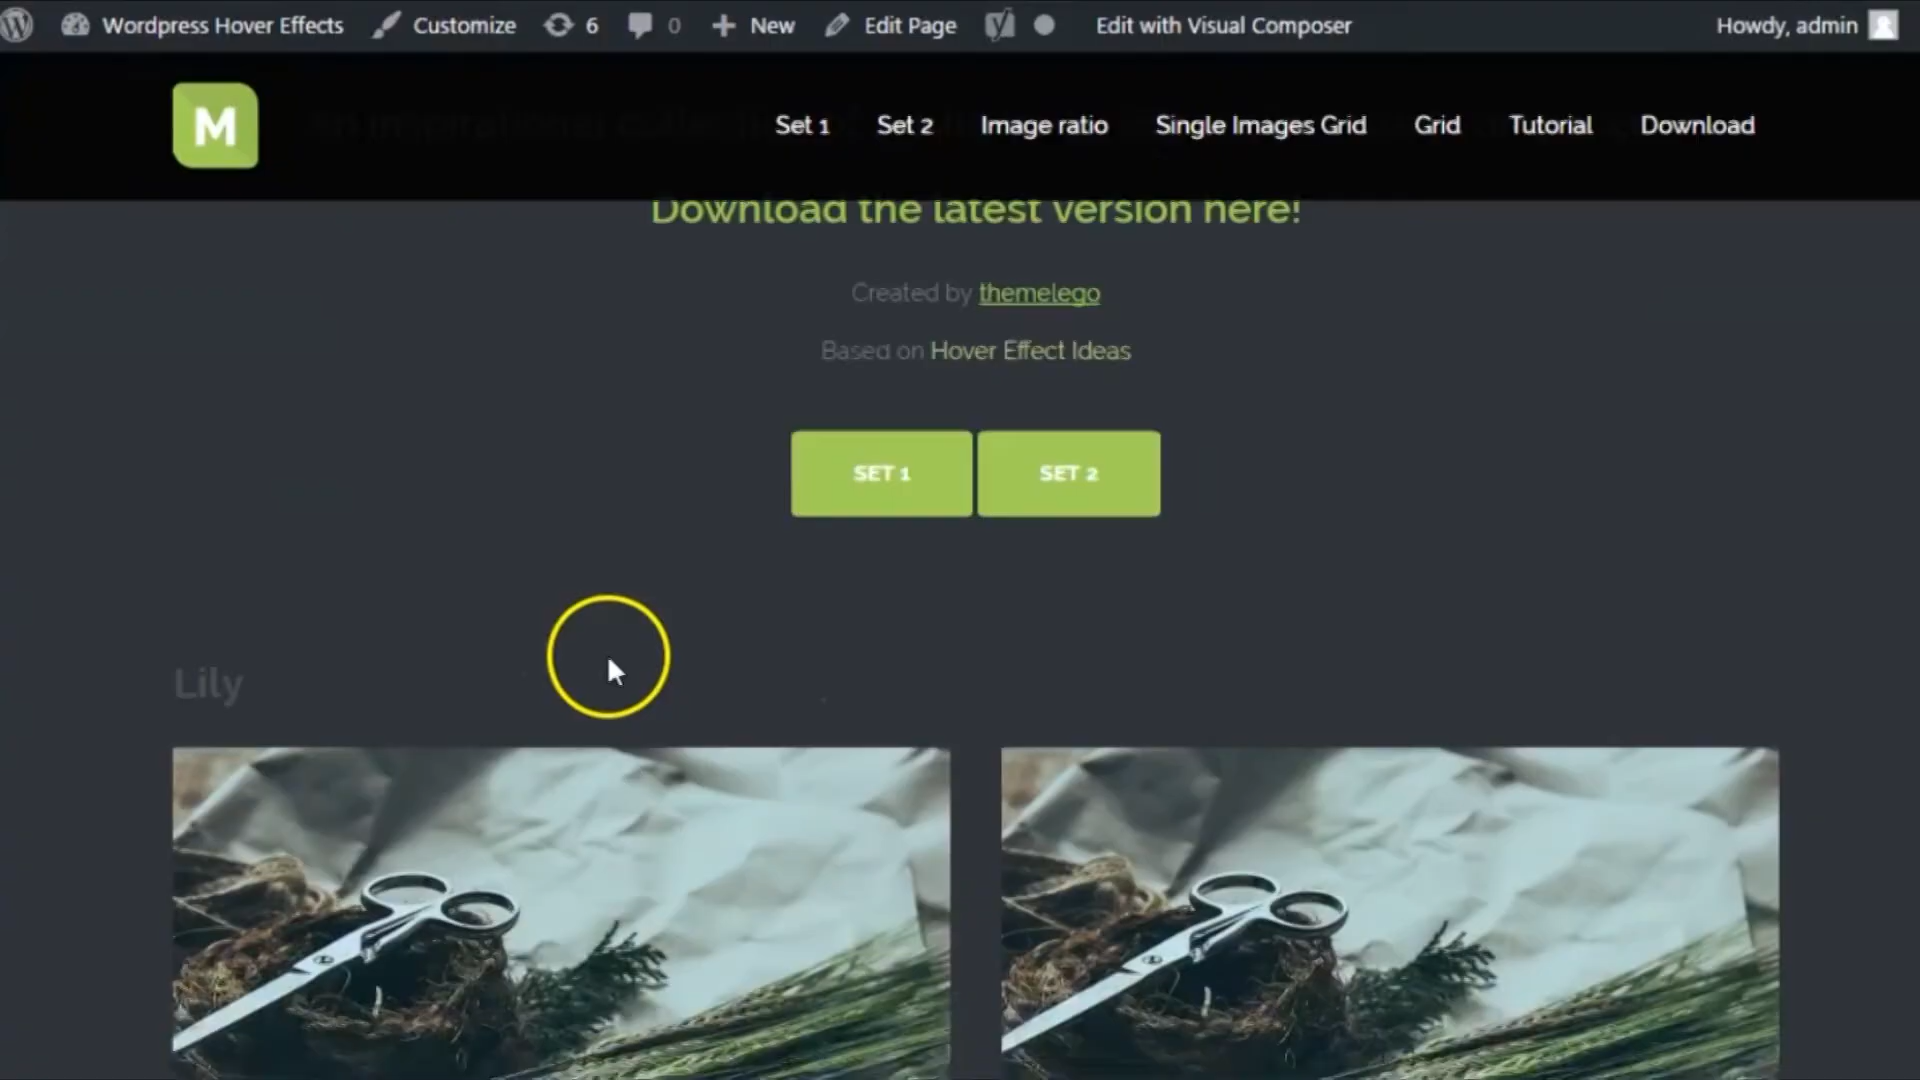 Wordpress Hover Effects Customize 6 0 New Edit Page Edit with Visual Composer Howdy, admin
M Set 1 Set 2 Image ratio Single Images Grid Grid Tutorial Download
Download the latest version here!
Created by themelego
Based on Hover Effect Ideas
SET 1 SET 2
Lily